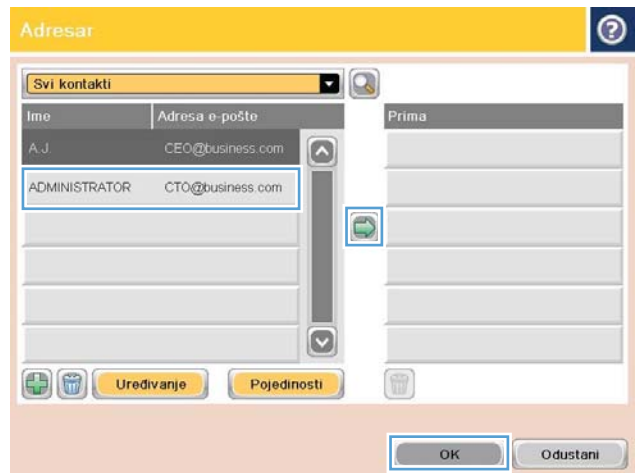 Adresar
Svi kontakti
Ime Adresa e-pošte Prima
A.J. CEO@business.com
ADMINISTRATOR CTO@business.com
Uređivanje Pojedinosti
OK Odustani